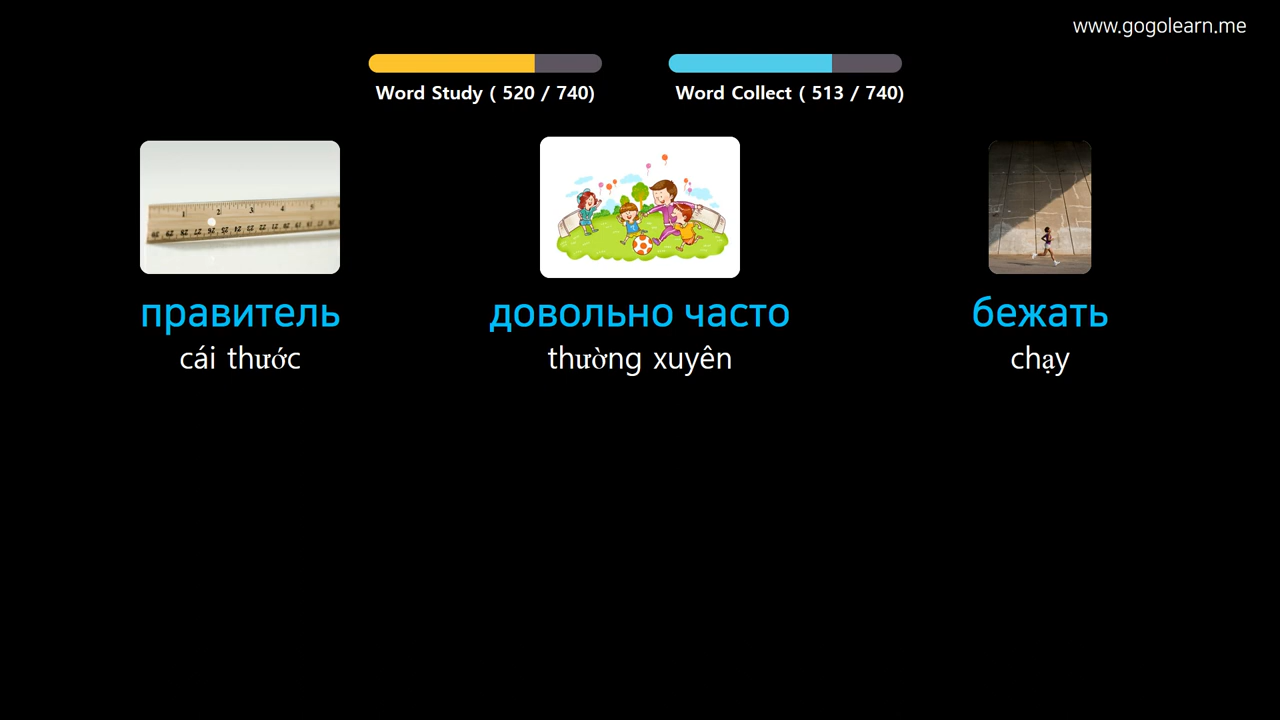 www.gogolearn.me
Word Study ( 520 / 740)
Word Collect ( 513 / 740)
правитель
довольно часто
бежать
cái thước
thường xuyên
chạy